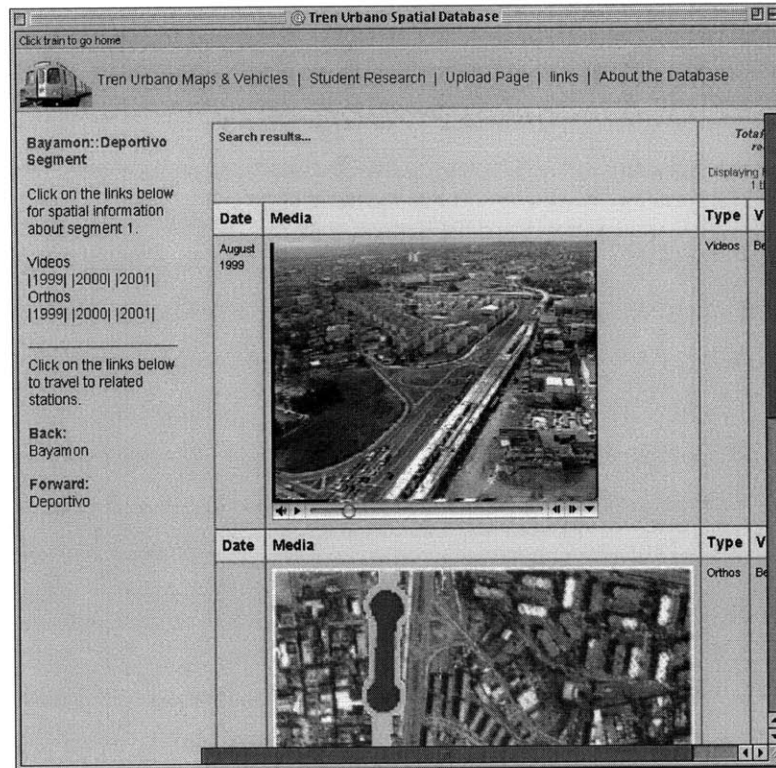 Tren Urbano Spatial Database
Click train to go home
Tren Urbano Maps & Vehicles | Student Research | Upload Page | links | About the Database
Bayamon::Deportivo
Segment
Click on the links below
for spatial information
about segment 1.
Videos
|1999| |2000| |2001|
Orthos
|1999| |2000| |2001|
Click on the links below
to travel to related
stations.
Back:
Bayamon
Forward:
Deportivo
Search results...
Displaying
Date Media Type V
August
1999
Videos Be
Date Media Type V
Orthos Be